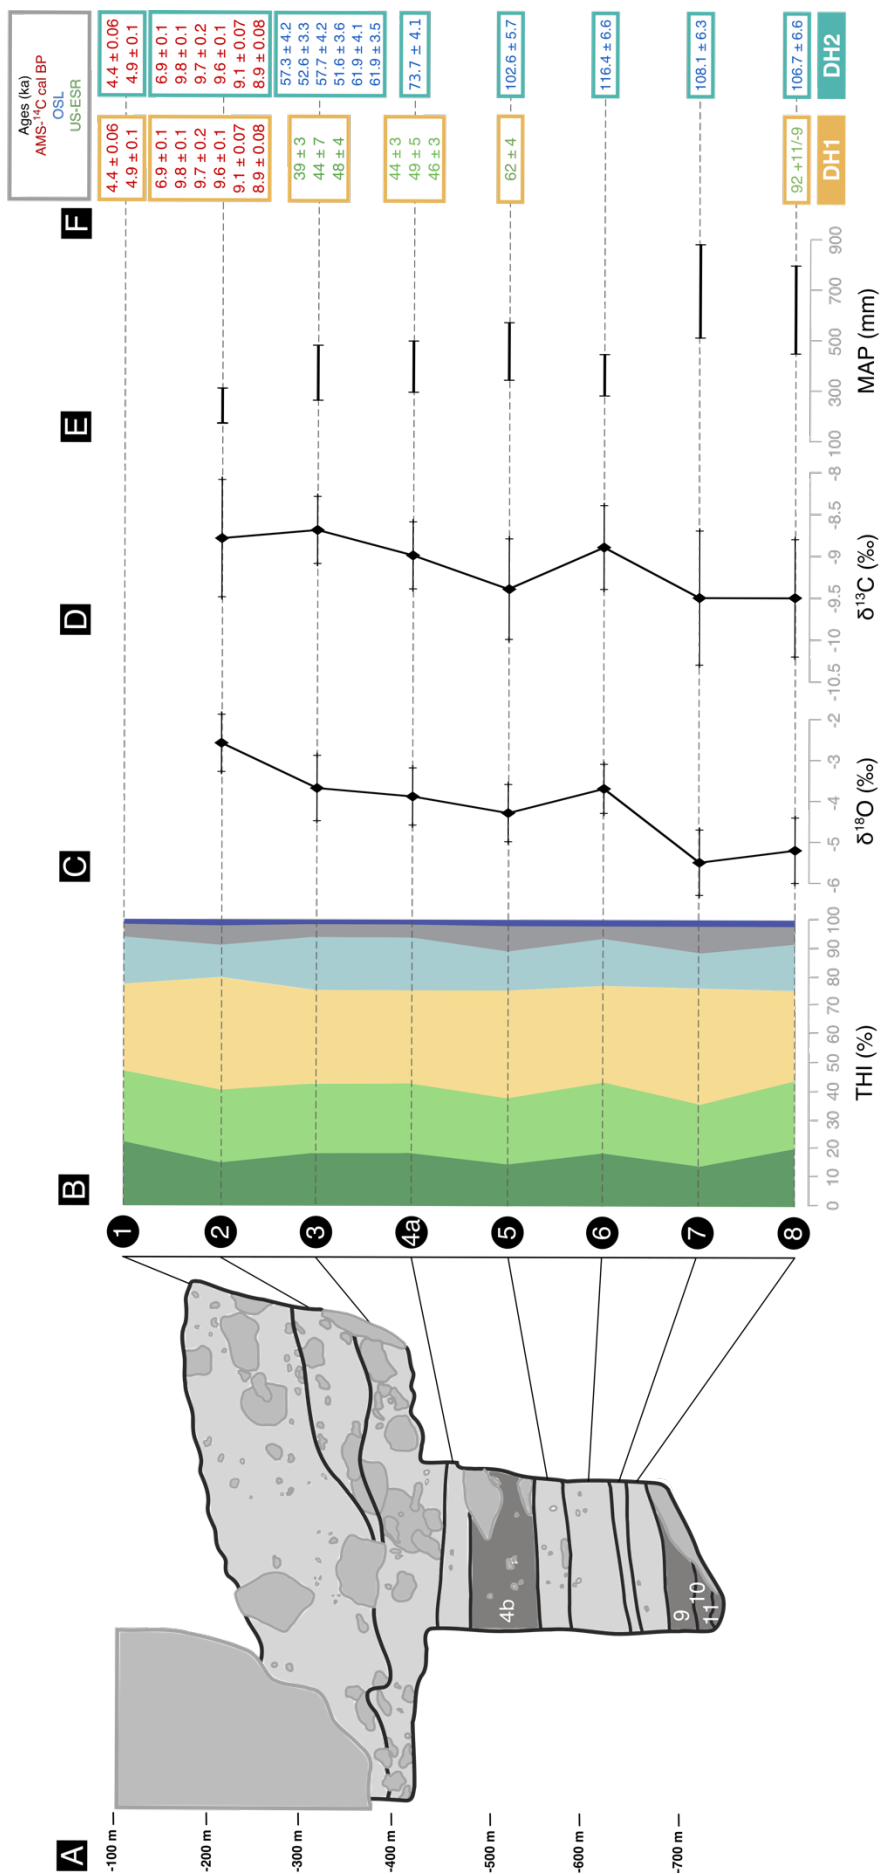 A
B
C
D
E
F
Ages (ka)
AMS-¹⁴C cal BP
OSL
US-ESR
-100 m
-200 m
-300 m
-400 m
-500 m
-600 m
-700 m
4b
9
10
11
1
2
3
4a
5
6
7
8
4.4 ± 0.06
4.9 ± 0.1
4.4 ± 0.06
4.9 ± 0.1
6.9 ± 0.1
9.8 ± 0.1
9.7 ± 0.2
9.6 ± 0.1
9.1 ± 0.07
8.9 ± 0.08
6.9 ± 0.1
9.8 ± 0.1
9.7 ± 0.2
9.6 ± 0.1
9.1 ± 0.07
8.9 ± 0.08
39 ± 3
44 ± 7
48 ± 4
57.3 ± 4.2
52.6 ± 3.3
57.7 ± 4.2
51.6 ± 3.6
61.9 ± 4.1
61.9 ± 3.5
44 ± 3
49 ± 5
46 ± 3
73.7 ± 4.1
62 ± 4
102.6 ± 5.7
116.4 ± 6.6
108.1 ± 6.3
92 +11/-9
106.7 ± 6.6
0 10 20 30 40 50 60 70 80 90 100
THI (%)
-6 -5 -4 -3 -2
δ¹⁸O (‰)
-10.5 -10 -9.5 -9 -8.5 -8
δ¹³C (‰)
100 300 500 700 900
MAP (mm)
DH1
DH2